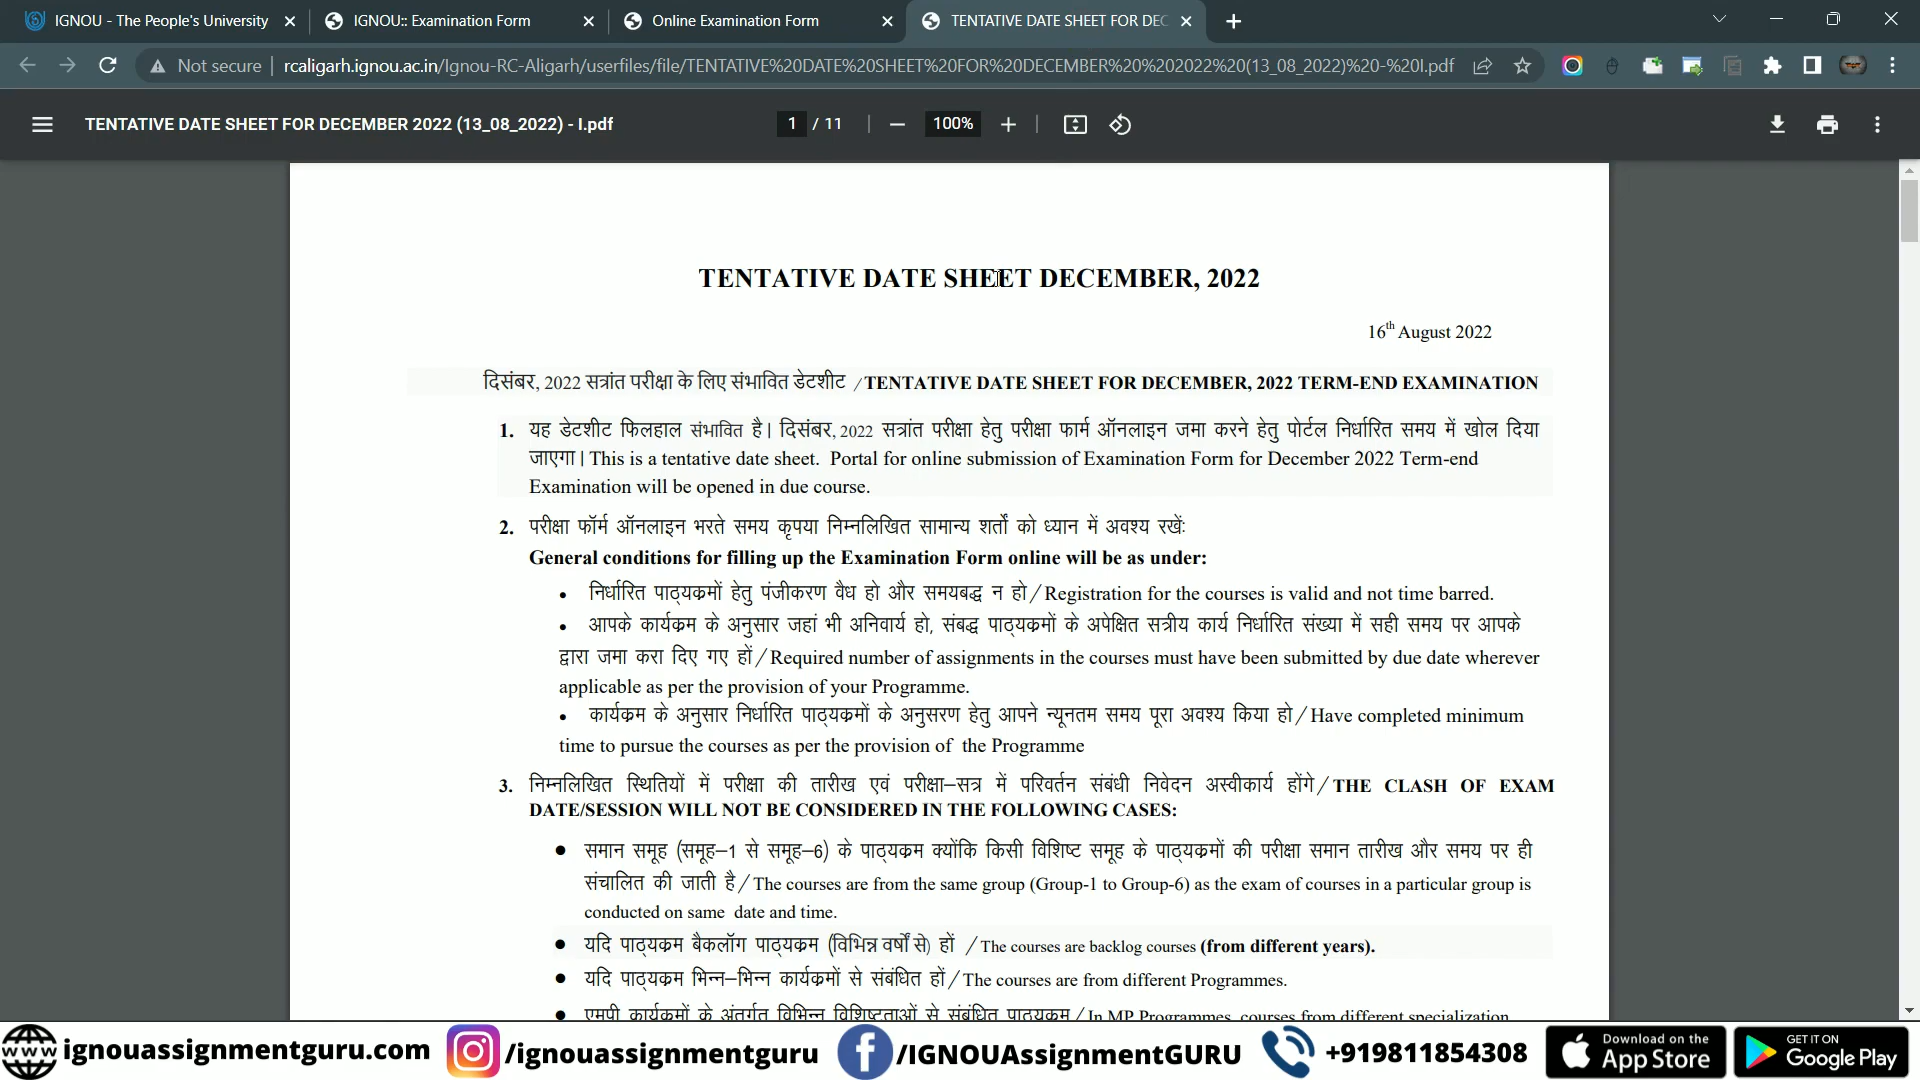 IGNOU - The People's University
IGNOU:: Examination Form
Online Examination Form
TENTATIVE DATE SHEET FOR DEC
Not secure
rcaligarh.ignou.ac.in/Ignou-RC-Aligarh/userfiles/file/TENTATIVE%20DATE%20SHEET%20FOR%20DECEMBER%20%202022%20(13_08_2022)%20-%20I.pdf
TENTATIVE DATE SHEET FOR DECEMBER 2022 (13_08_2022) - I.pdf
1 / 11
100%
TENTATIVE DATE SHEET DECEMBER, 2022
16th August 2022
दिसंबर, 2022 सत्रांत परीक्षा के लिए संभावित डेटशीट /TENTATIVE DATE SHEET FOR DECEMBER, 2022 TERM-END EXAMINATION
1. यह डेटशीट फिलहाल संभावित है। दिसंबर, 2022 सत्रांत परीक्षा हेतु परीक्षा फार्म ऑनलाइन जमा करने हेतु पोर्टल निर्धारित समय में खोल दिया
जाएगा। This is a tentative date sheet. Portal for online submission of Examination Form for December 2022 Term-end
Examination will be opened in due course.
2. परीक्षा फॉर्म ऑनलाइन भरते समय कृपया निम्नलिखित सामान्य शर्तों को ध्यान में अवश्य रखें:
General conditions for filling up the Examination Form online will be as under:
• निर्धारित पाठ्यक्रमों हेतु पंजीकरण वैध हो और समयबद्ध न हो/Registration for the courses is valid and not time barred.
• आपके कार्यक्रम के अनुसार जहां भी अनिवार्य हो, संबद्ध पाठ्यक्रमों के अपेक्षित सत्रीय कार्य निर्धारित संख्या में सही समय पर आपके
द्वारा जमा करा दिए गए हों/Required number of assignments in the courses must have been submitted by due date wherever
applicable as per the provision of your Programme.
• कार्यक्रम के अनुसार निर्धारित पाठ्यक्रमों के अनुसरण हेतु आपने न्यूनतम समय पूरा अवश्य किया हो/Have completed minimum
time to pursue the courses as per the provision of the Programme
3. निम्नलिखित स्थितियों में परीक्षा की तारीख एवं परीक्षा–सत्र में परिवर्तन संबंधी निवेदन अस्वीकार्य होंगे/THE CLASH OF EXAM
DATE/SESSION WILL NOT BE CONSIDERED IN THE FOLLOWING CASES:
● समान समूह (समूह–1 से समूह–6) के पाठ्यक्रम क्योंकि किसी विशिष्ट समूह के पाठ्यक्रमों की परीक्षा समान तारीख और समय पर ही
संचालित की जाती है/The courses are from the same group (Group-1 to Group-6) as the exam of courses in a particular group is
conducted on same date and time.
● यदि पाठ्यक्रम बैकलॉग पाठ्यक्रम (विभिन्न वर्षों से) हों /The courses are backlog courses (from different years).
● यदि पाठ्यक्रम भिन्न–भिन्न कार्यक्रमों से संबंधित हों/The courses are from different Programmes.
● एमपी कार्यक्रमों के अंतर्गत विभिन्न विशिष्टताओं से संबंधित पाठ्यक्रम/In MP Programmes, courses from different specialization
www ignouassignmentguru.com
/ignouassignmentguru
/IGNOUAssignmentGURU
+919811854308
Download on the
App Store
GET IT ON
Google Play